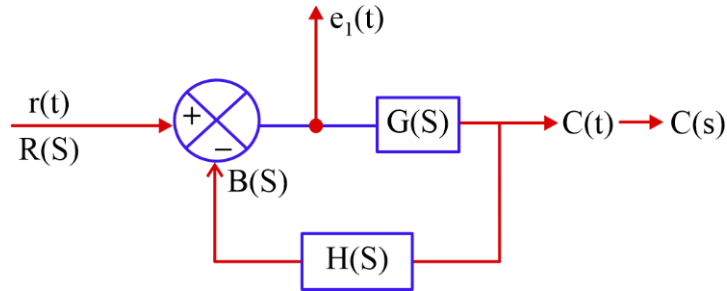 e₁(t)
r(t)
+
G(S)
C(t)
C(s)
R(S)
−
B(S)
H(S)